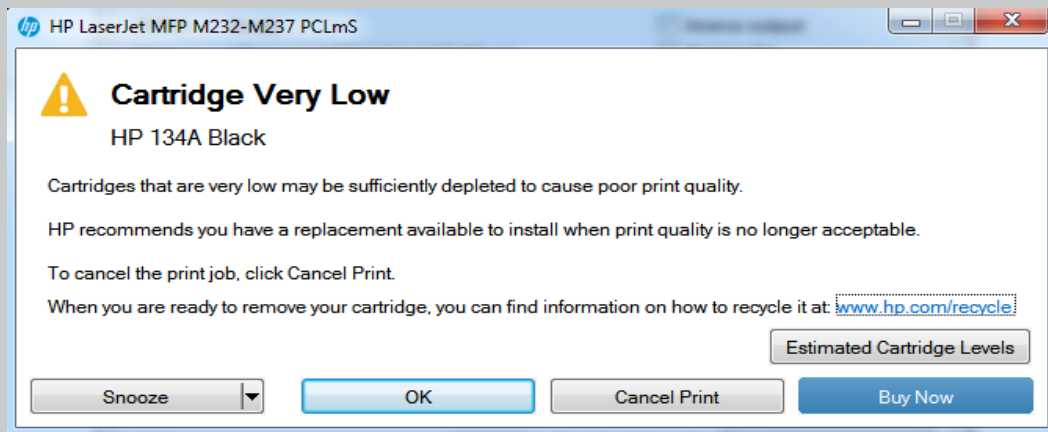 hp HP LaserJet MFP M232-M237 PCLmS
Cartridge Very Low
HP 134A Black
Cartridges that are very low may be sufficiently depleted to cause poor print quality.
HP recommends you have a replacement available to install when print quality is no longer acceptable.
To cancel the print job, click Cancel Print.
When you are ready to remove your cartridge, you can find information on how to recycle it at: www.hp.com/recycle.
Estimated Cartridge Levels
Snooze OK Cancel Print Buy Now